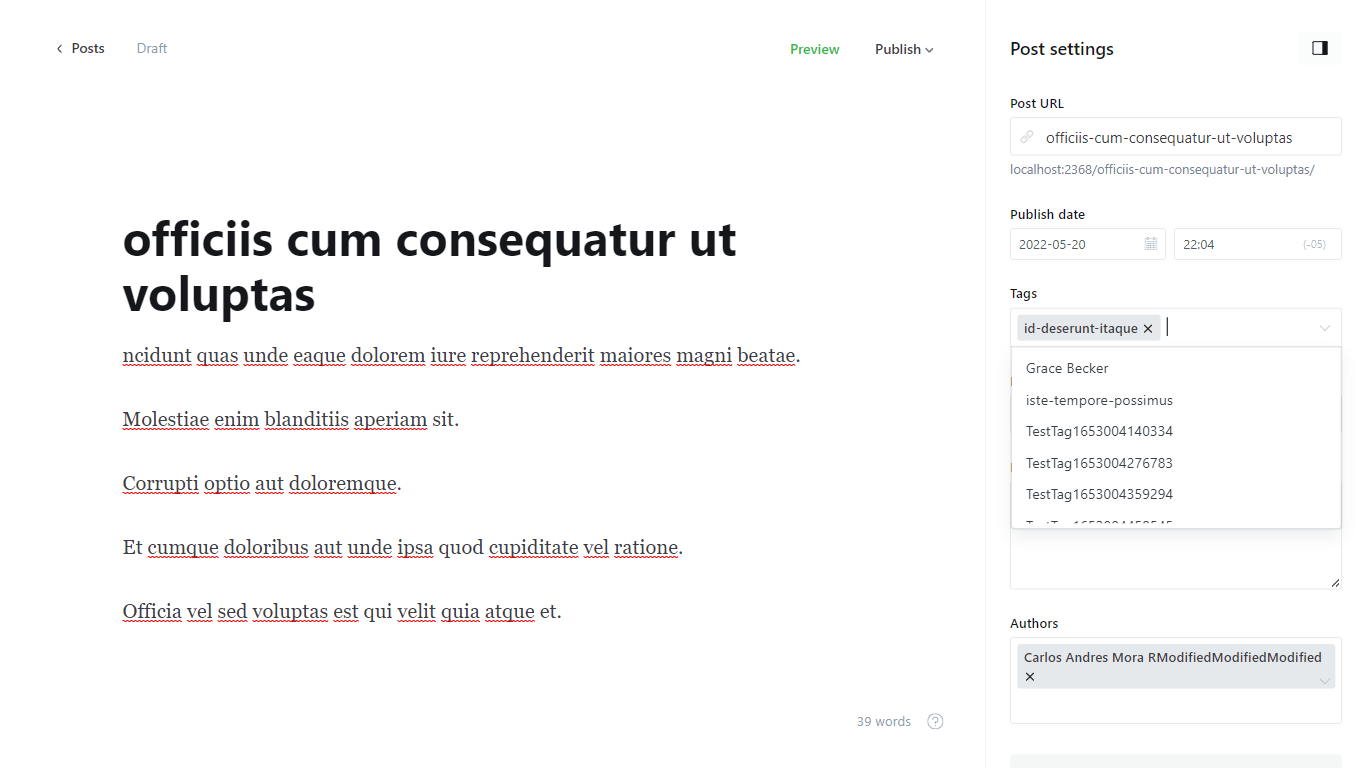 Posts
Draft
Preview
Publish
officiis cum consequatur ut
voluptas
ncidunt quas unde eaque dolorem iure reprehenderit maiores magni beatae.
Molestiae enim blanditiis aperiam sit.
Corrupti optio aut doloremque.
Et cumque doloribus aut unde ipsa quod cupiditate vel ratione.
Officia vel sed voluptas est qui velit quia atque et.
39 words
?
Post settings
Post URL
officiis-cum-consequatur-ut-voluptas
localhost:2368/officiis-cum-consequatur-ut-voluptas/
Publish date
2022-05-20
22:04
(-05)
Tags
id-deserunt-itaque ×
Grace Becker
iste-tempore-possimus
TestTag1653004140334
TestTag1653004276783
TestTag1653004359294
Authors
Carlos Andres Mora RModifiedModifiedModified
×